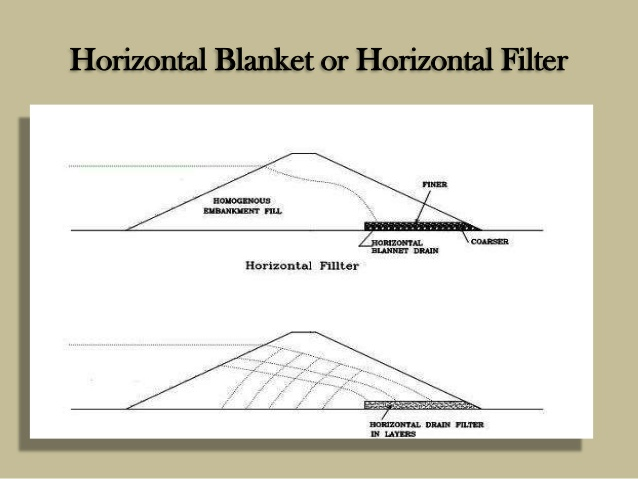 Horizontal Blanket or Horizontal Filter
FINER
HOMOGENOUS
EMBANKMENT FILL
HORIZONTAL
BLANNET DRAIN
COARSER
Horizontal Fillter
HORIZONTAL DRAIN FILTER
IN LAYERS